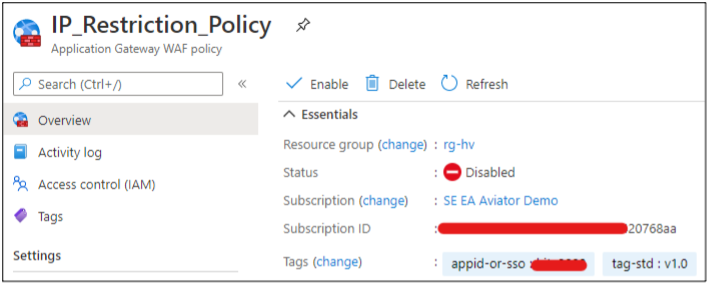 IP_Restriction_Policy
Application Gateway WAF policy
Search (Ctrl+/)
«
Enable
Delete
Refresh
Overview
Activity log
Access control (IAM)
Tags
Settings
Essentials
Resource group (change) : rg-hv
Status : Disabled
Subscription (change) : SE EA Aviator Demo
Subscription ID : 20768aa
Tags (change) : appid-or-sso : tag-std : v1.0